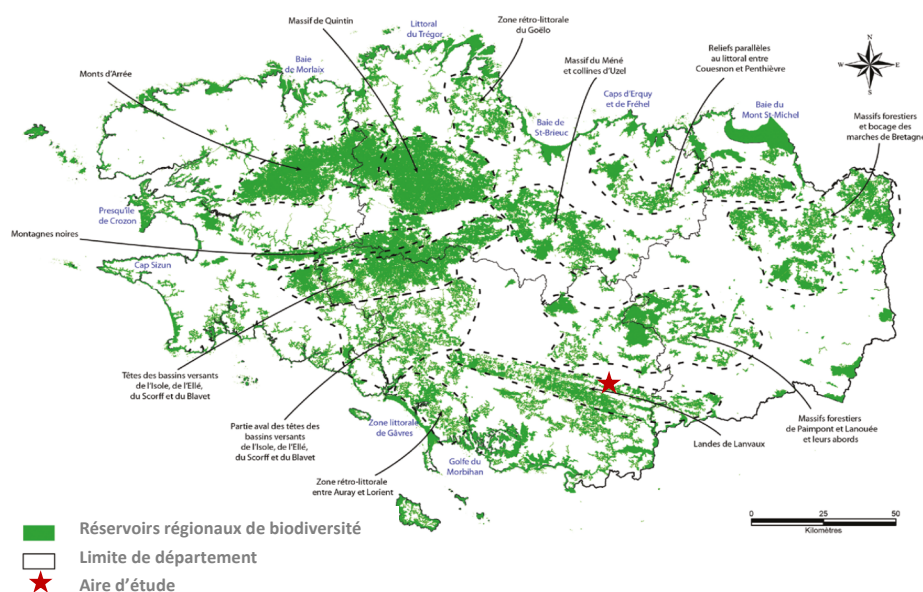 Massif de Quintin
Littoral
du Trégor
Zone rétro-littorale
du Goëlo
Baie
de Morlaix
Monts d'Arrée
Massif du Méné
et collines d'Uzel
Reliefs parallèles
au littoral entre
Couesnon et Penthièvre
N
W
E
S
Caps d'Erquy
et de Fréhel
Baie du
Mont St-Michel
Baie de
St-Brieuc
Massifs forestiers
et bocage des
marches de Bretagne
Presqu'île
de Crozon
Montagnes noires
Cap Sizun
Têtes des bassins versants
de l'Isole, de l'Ellé,
du Scorff et du Blavet
Partie aval des têtes des
bassins versants
de l'Isole, de l'Ellé,
du Scorff et du Blavet
Zone littorale
de Gâvres
Golfe du
Morbihan
Zone rétro-littorale
entre Auray et Lorient
Massifs forestiers
de Paimpont et Lanouée
et leurs abords
Landes de Lanvaux
0 25 50
Kilomètres
Réservoirs régionaux de biodiversité
Limite de département
Aire d'étude